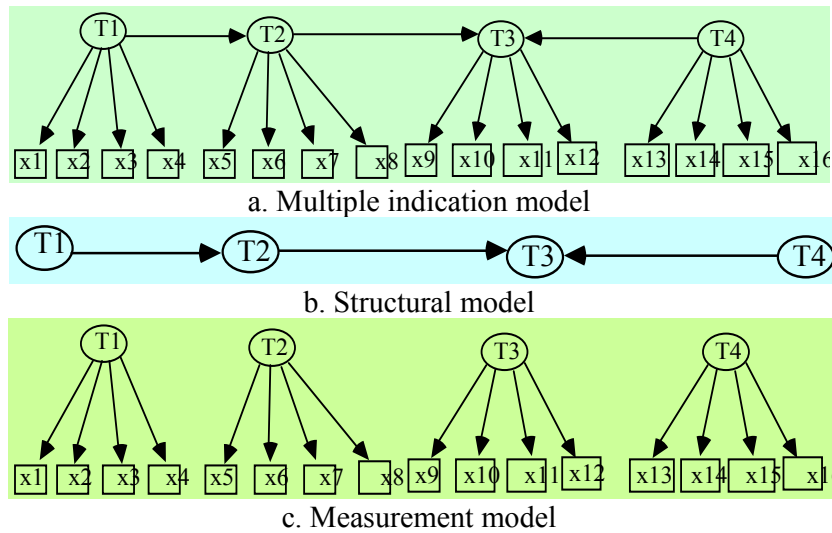 T1 T2 T3 T4
x1 x2 x3 x4 x5 x6 x7 x8 x9 x10 x11 x12 x13 x14 x15 x16
a. Multiple indication model
T1 T2 T3 T4
b. Structural model
T1 T2 T3 T4
x1 x2 x3 x4 x5 x6 x7 x8 x9 x10 x11 x12 x13 x14 x15
c. Measurement model